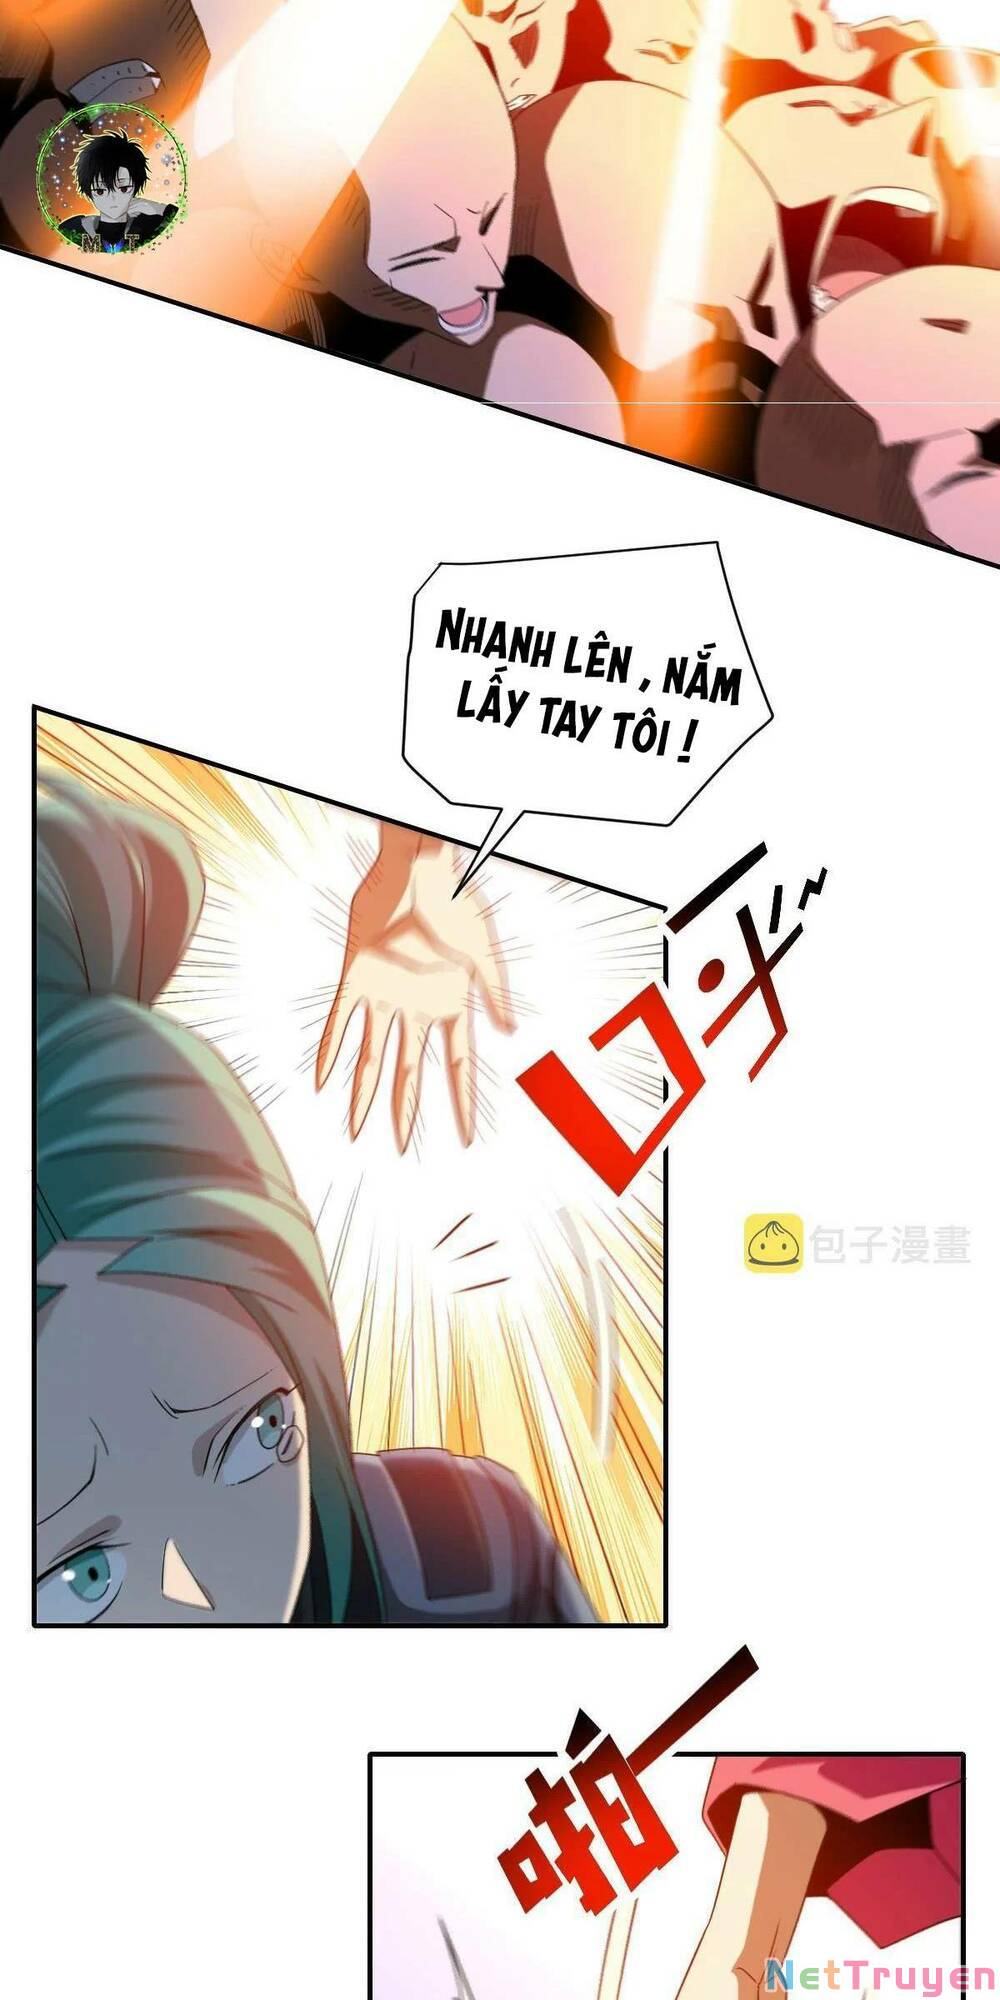 M T
NHANH LÊN , NẮM
LẤY TAY TÔI !
包子漫畫
啪
NetTruyen